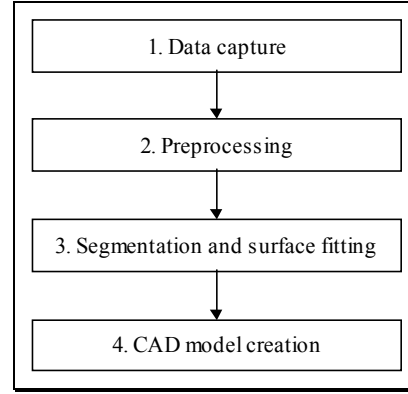 1. Data capture
2. Preprocessing
3. Segmentation and surface fitting
4. CAD model creation